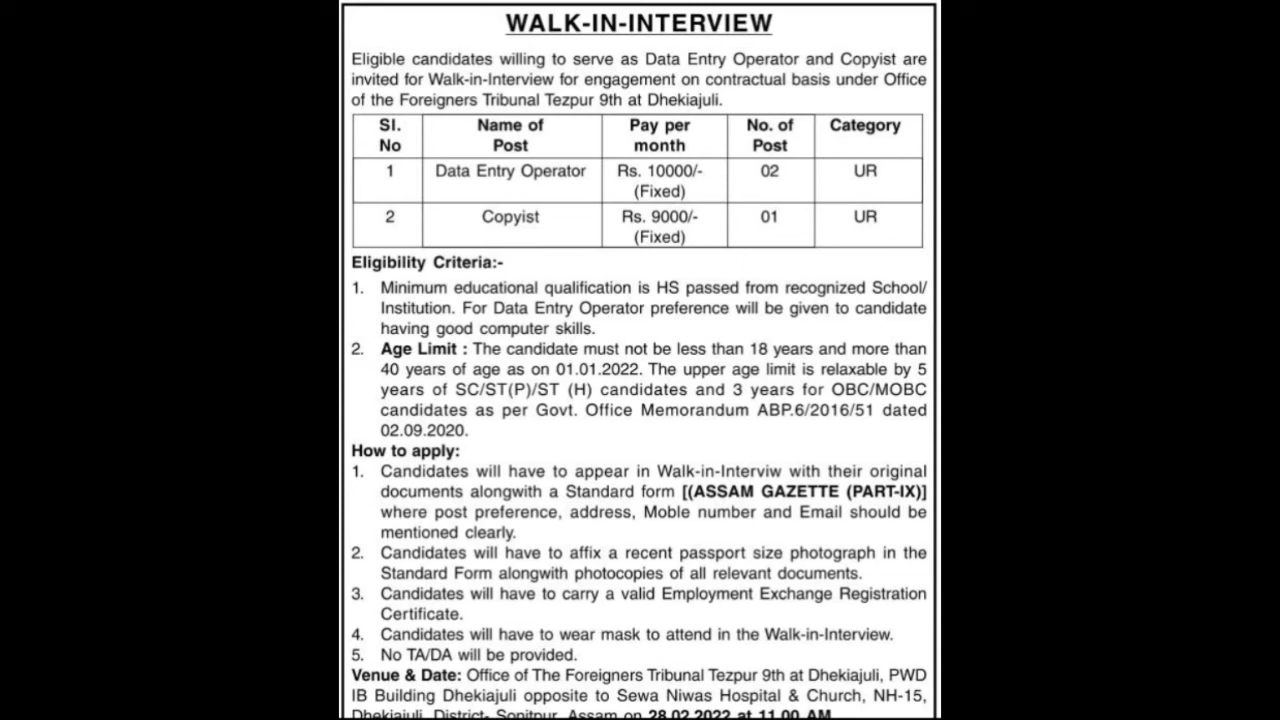 WALK-IN-INTERVIEW
Eligible candidates willing to serve as Data Entry Operator and Copyist are
invited for Walk-in-Interview for engagement on contractual basis under Office
of the Foreigners Tribunal Tezpur 9th at Dhekiajuli.
SI. Name of Pay per No. of Category
No Post month Post
1 Data Entry Operator Rs. 10000/- 02 UR
(Fixed)
2 Copyist Rs. 9000/- 01 UR
(Fixed)
Eligibility Criteria:-
1. Minimum educational qualification is HS passed from recognized School/
Institution. For Data Entry Operator preference will be given to candidate
having good computer skills.
2. Age Limit : The candidate must not be less than 18 years and more than
40 years of age as on 01.01.2022. The upper age limit is relaxable by 5
years of SC/ST(P)/ST (H) candidates and 3 years for OBC/MOBC
candidates as per Govt. Office Memorandum ABP.6/2016/51 dated
02.09.2020.
How to apply:
1. Candidates will have to appear in Walk-in-Interviw with their original
documents alongwith a Standard form [(ASSAM GAZETTE (PART-IX)]
where post preference, address, Moble number and Email should be
mentioned clearly.
2. Candidates will have to affix a recent passport size photograph in the
Standard Form alongwith photocopies of all relevant documents.
3. Candidates will have to carry a valid Employment Exchange Registration
Certificate.
4. Candidates will have to wear mask to attend in the Walk-in-Interview.
5. No TA/DA will be provided.
Venue & Date: Office of The Foreigners Tribunal Tezpur 9th at Dhekiajuli, PWD
IB Building Dhekiajuli opposite to Sewa Niwas Hospital & Church, NH-15,
Dhekiajuli, District- Sonitpur, Assam on 28.02.2022 at 11.00 AM.